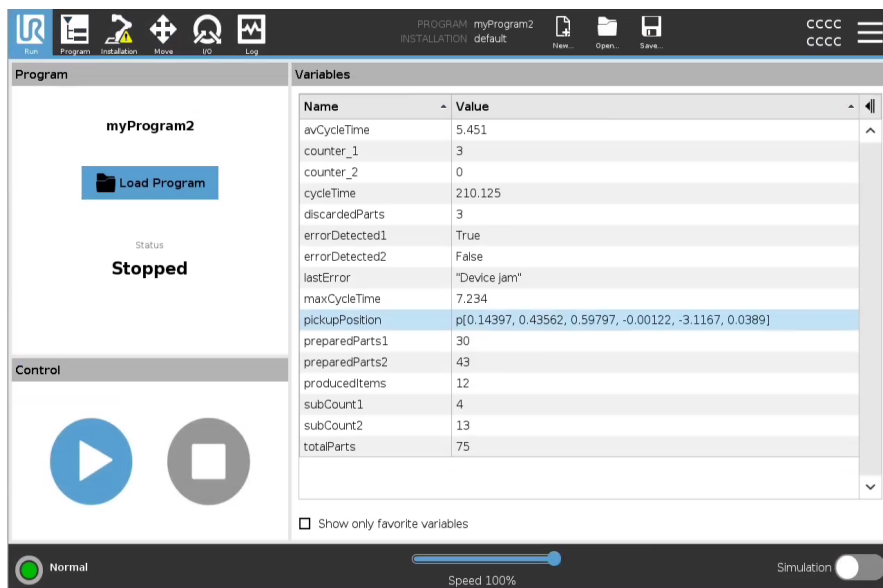 UR
Run
Program
Installation
Move
I/O
Log
PROGRAM myProgram2
INSTALLATION default
New...
Open...
Save...
CCCC
CCCC
Program
myProgram2
Load Program
Status
Stopped
Control
Variables
Name Value
avCycleTime 5.451
counter_1 3
counter_2 0
cycleTime 210.125
discardedParts 3
errorDetected1 True
errorDetected2 False
lastError "Device jam"
maxCycleTime 7.234
pickupPosition p[0.14397, 0.43562, 0.59797, -0.00122, -3.1167, 0.0389]
preparedParts1 30
preparedParts2 43
producedItems 12
subCount1 4
subCount2 13
totalParts 75
Show only favorite variables
Normal
Speed 100%
Simulation